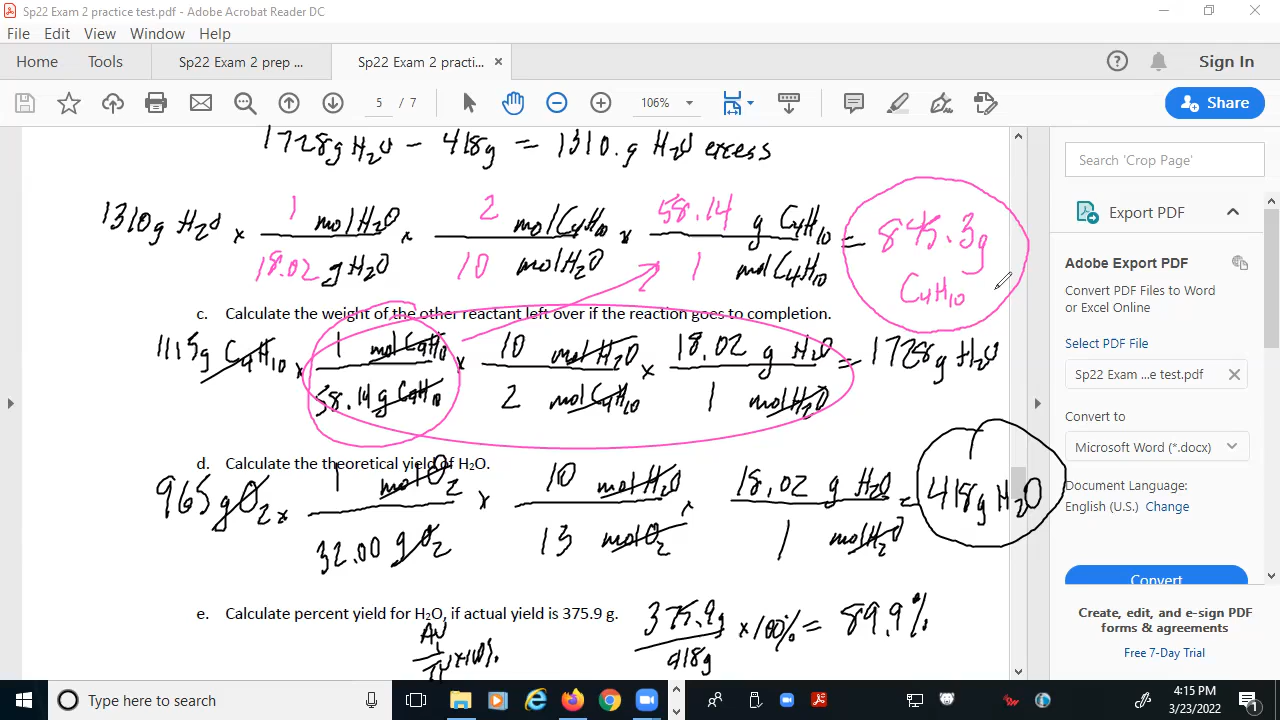 Sp22 Exam 2 practice test.pdf - Adobe Acrobat Reader DC
File Edit View Window Help
Home Tools Sp22 Exam 2 prep ... Sp22 Exam 2 practi... ×
? Sign In
5 / 7 106% Share
1728g H₂O − 418g = 1310. g H₂O excess
1310g H₂O × 1 mol H₂O / 18.02 g H₂O × 2 mol C₄H₁₀ / 10 mol H₂O × 58.14 g C₄H₁₀ / 1 mol C₄H₁₀ = 845.3g C₄H₁₀
c. Calculate the weight of the other reactant left over if the reaction goes to completion.
1115g C₄H₁₀ × 1 mol C₄H₁₀ / 58.14 g C₄H₁₀ × 10 mol H₂O / 2 mol C₄H₁₀ × 18.02 g H₂O / 1 mol H₂O = 1728g H₂O
d. Calculate the theoretical yield of H₂O.
965g O₂ × 1 mol O₂ / 32.00 g O₂ × 10 mol H₂O / 13 mol O₂ × 18.02 g H₂O / 1 mol H₂O = 418g H₂O
e. Calculate percent yield for H₂O, if actual yield is 375.9 g.
375.9g / 418g × 100% = 89.9%
× 100%
Search 'Crop Page'
Export PDF
Adobe Export PDF
Convert PDF Files to Word
or Excel Online
Select PDF File
Sp22 Exam ...e test.pdf ×
Convert to
Microsoft Word (*.docx)
Document Language:
English (U.S.) Change
Convert
Create, edit, and e-sign PDF
forms & agreements
Free 7-Day Trial
Type here to search
4:15 PM
3/23/2022
1